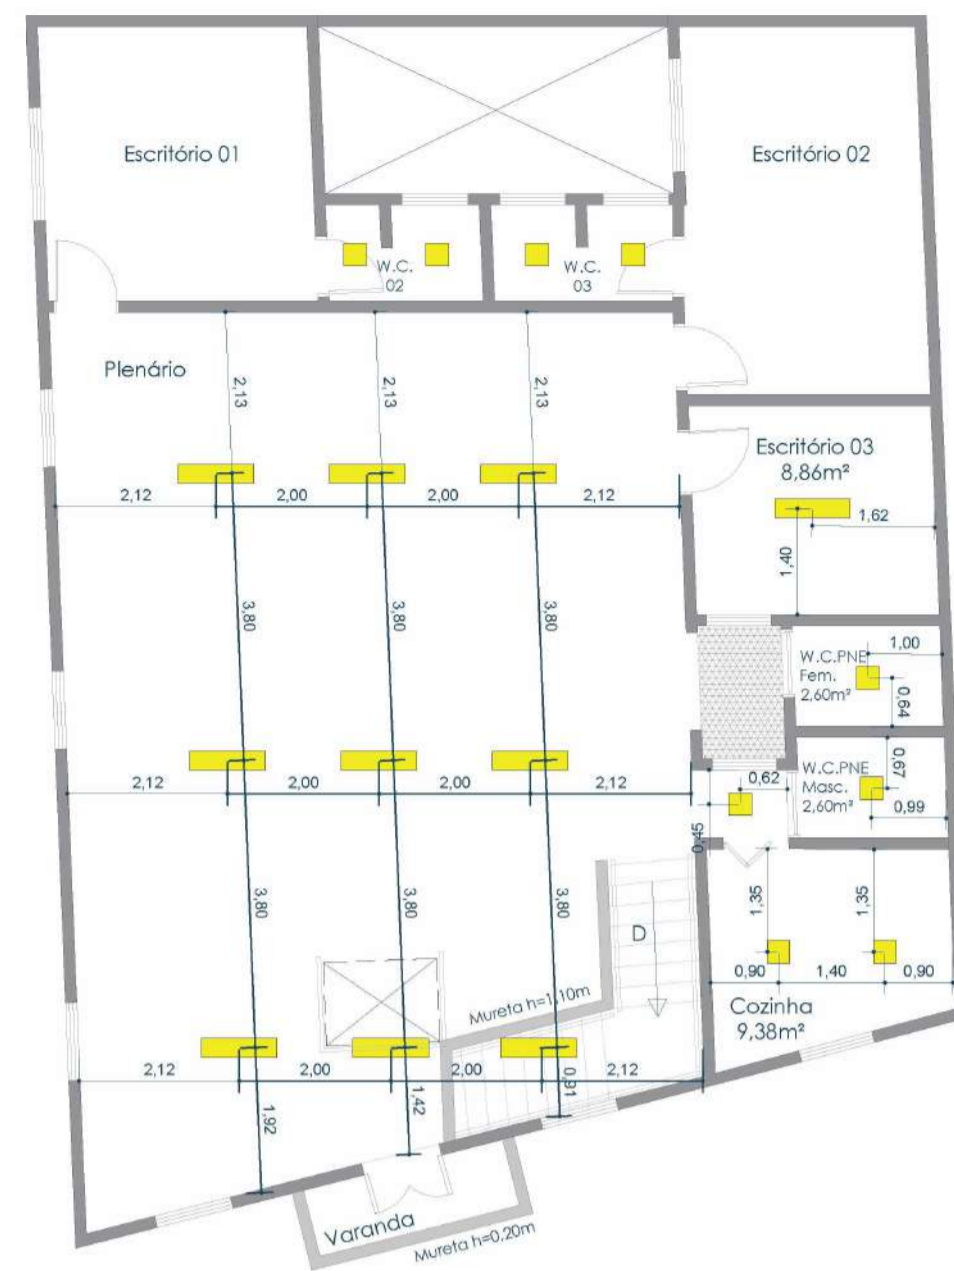 Escritório 01
Escritório 02
W.C.
02
W.C.
03
Plenário
2,13
2,13
2,13
Escritório 03
8,86m²
2,12
2,00
2,00
2,12
1,62
1,40
3,80
3,80
3,80
W.C.PNE
Fem.
2,60m²
1,00
0,64
W.C.PNE
Masc.
2,60m²
0,67
0,99
0,62
2,12
2,00
2,00
2,12
0,45
3,80
3,80
3,80
1,35
1,35
D
0,90
1,40
0,90
Cozinha
9,38m²
Mureta h=1,10m
2,12
2,00
2,00
2,12
1,92
1,42
0,91
Varanda
Mureta h=0,20m